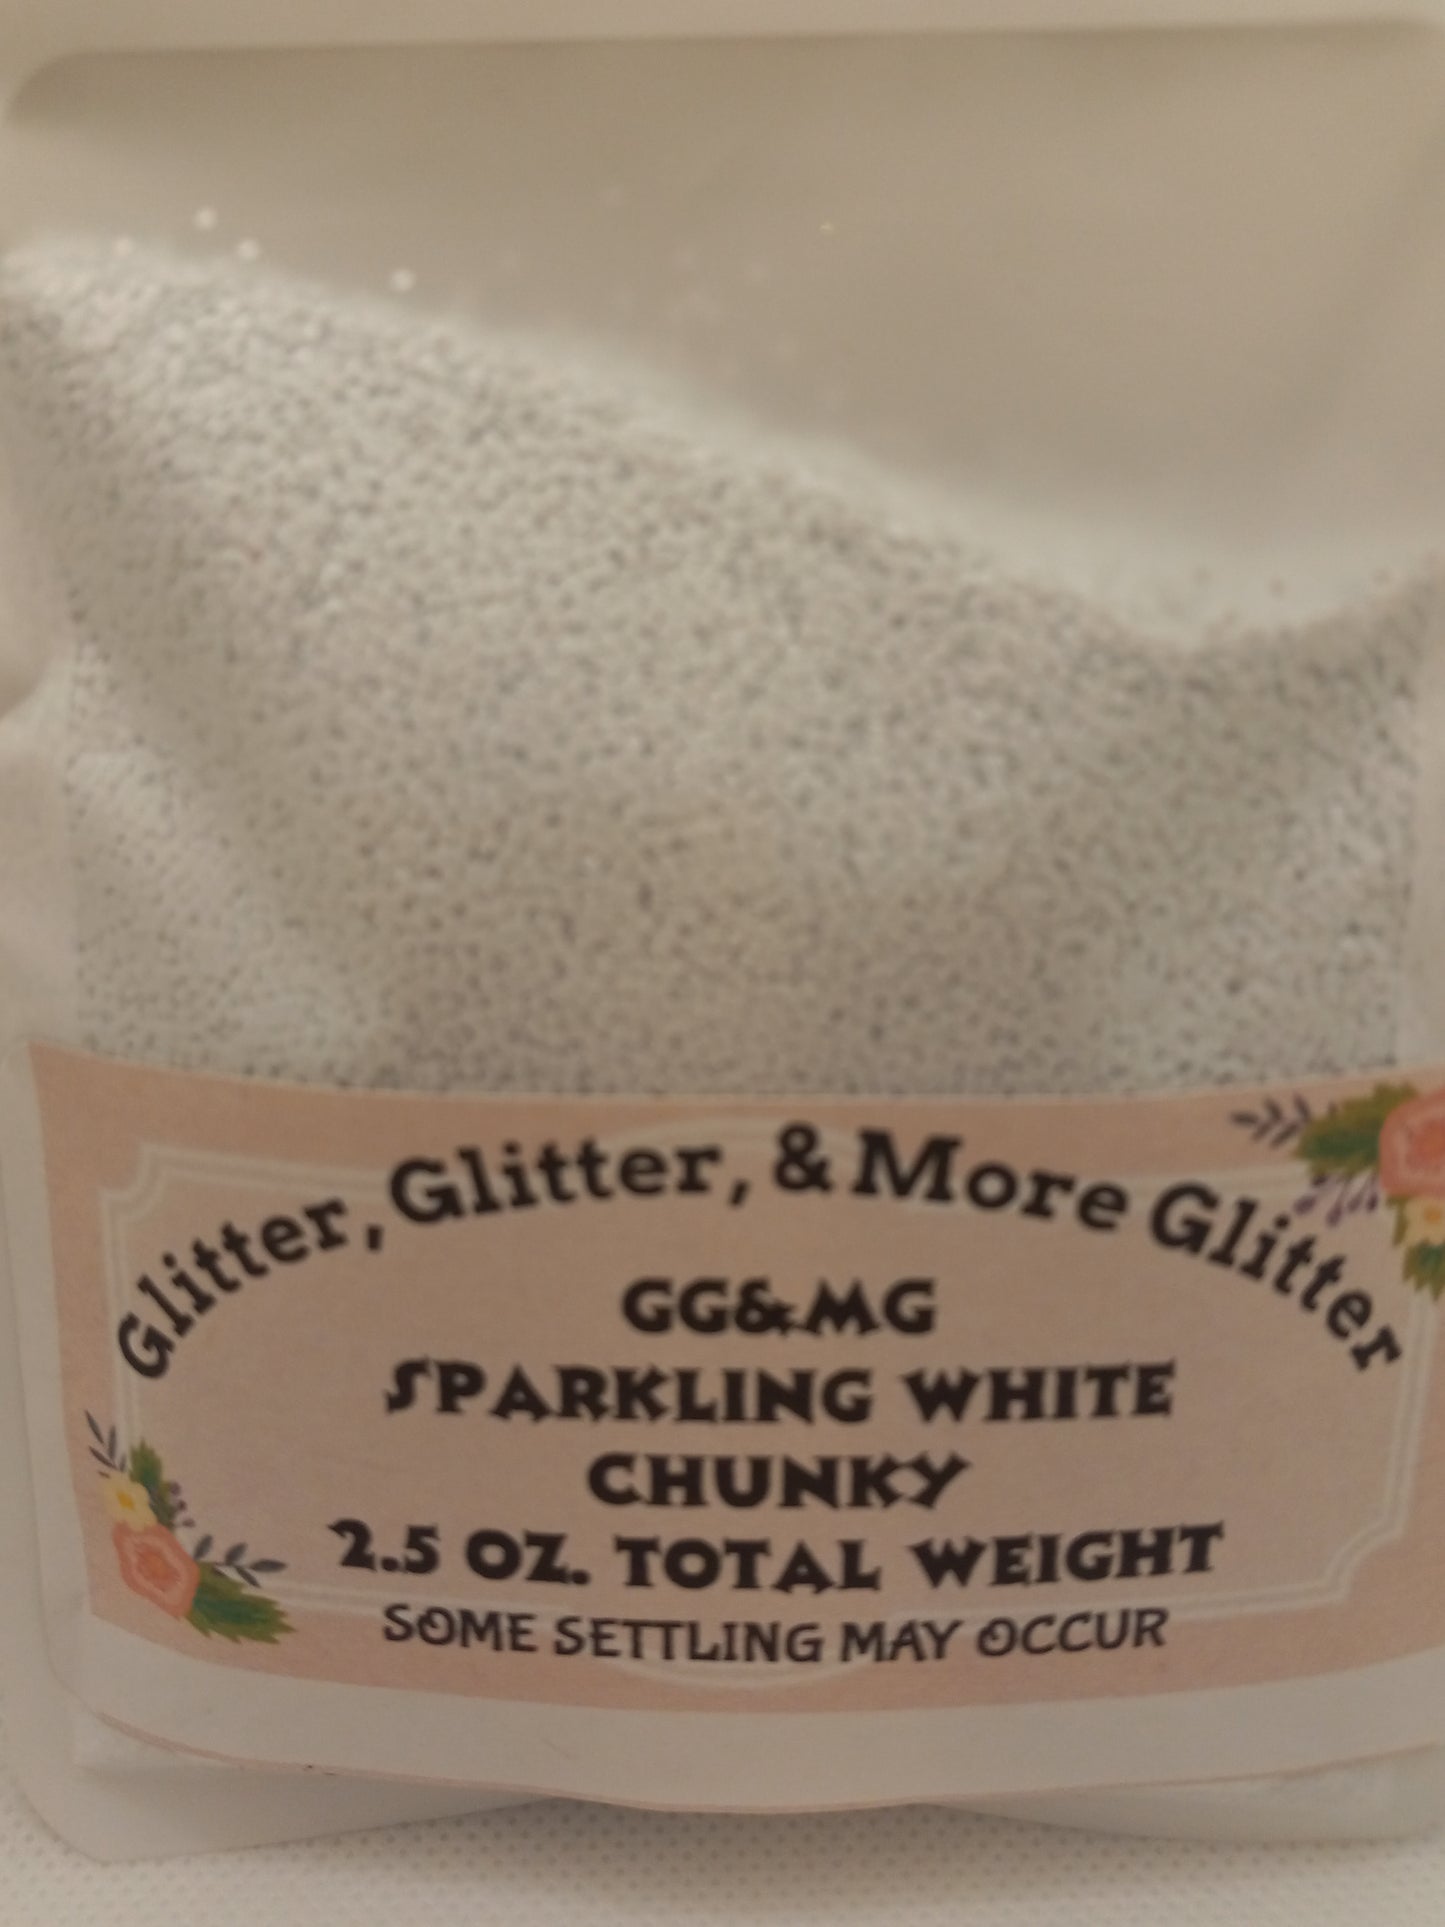 Glitter, Glitter, & More Glitter
GG&MG
SPARKLING WHITE
CHUNKY
2.5 OZ. TOTAL WEIGHT
SOME SETTLING MAY OCCUR